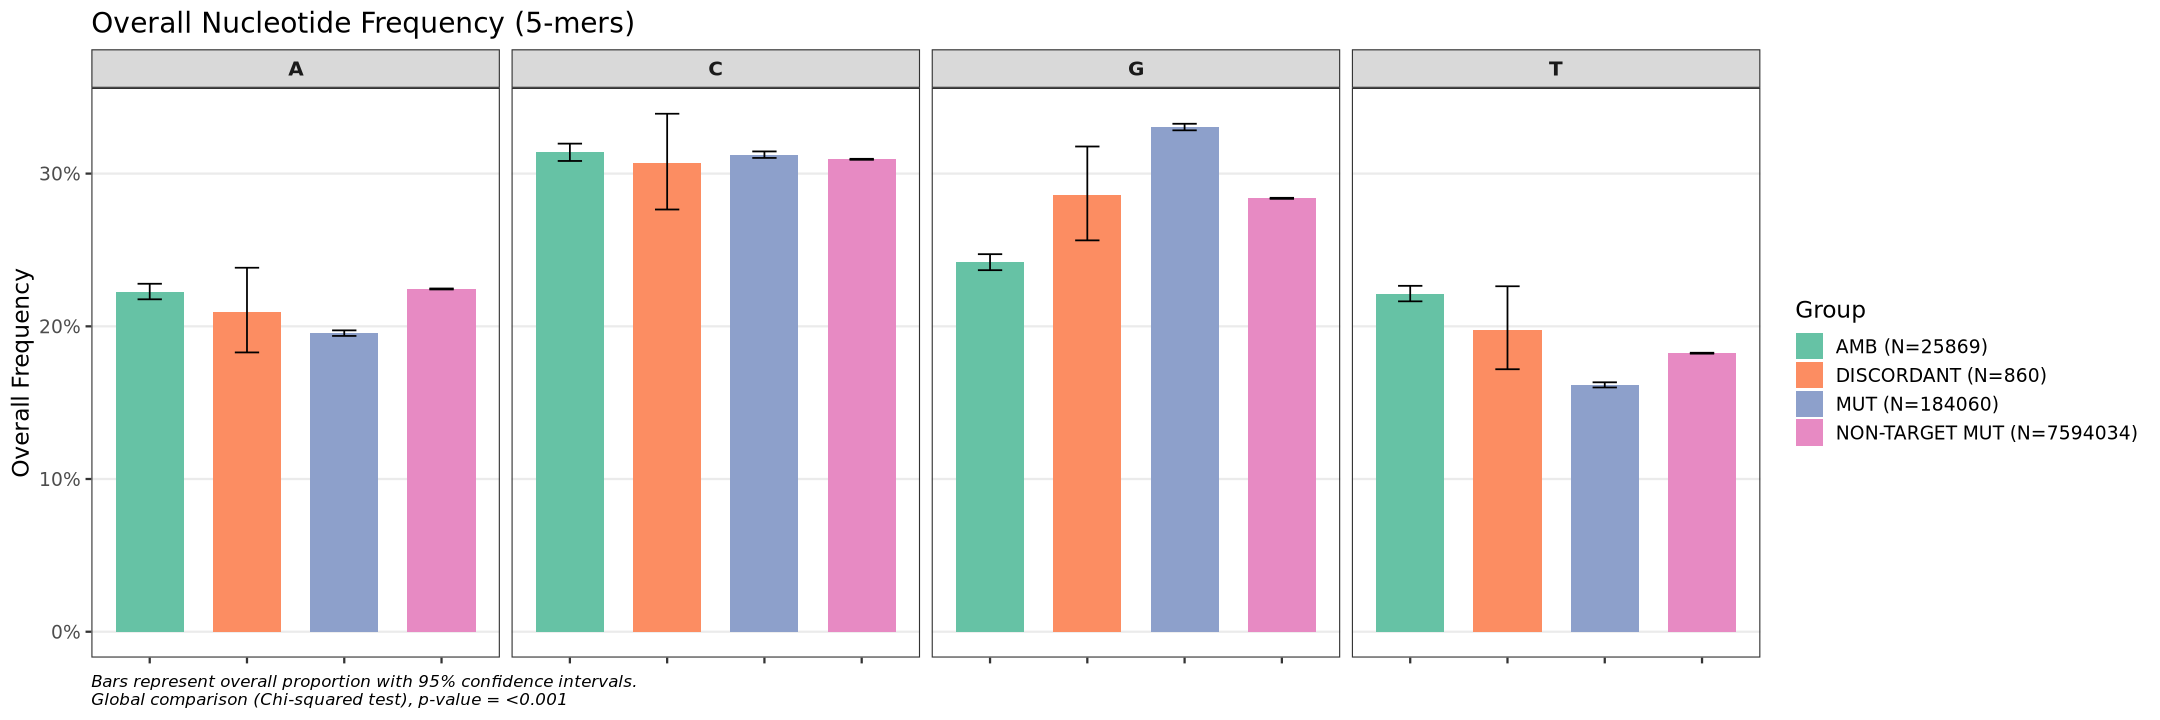 Overall Nucleotide Frequency (5-mers)
A
C
G
T
Overall Frequency
30%
20%
10%
0%
Group
AMB (N=25869)
DISCORDANT (N=860)
MUT (N=184060)
NON-TARGET MUT (N=7594034)
Bars represent overall proportion with 95% confidence intervals.
Global comparison (Chi-squared test), p-value = <0.001